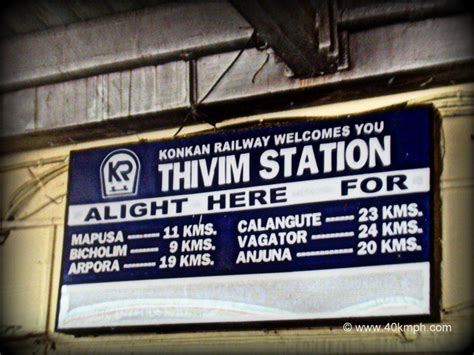 KONKAN RAILWAY WELCOMES YOU
KR
THIVIM STATION
ALIGHT HERE FOR
MAPUSA ------ 11 KMS.
BICHOLIM ---- 9 KMS.
ARPORA ------ 19 KMS.
CALANGUTE ----- 23 KMS.
VAGATOR ------- 24 KMS.
ANJUNA -------- 20 KMS.
© www.40kmph.com